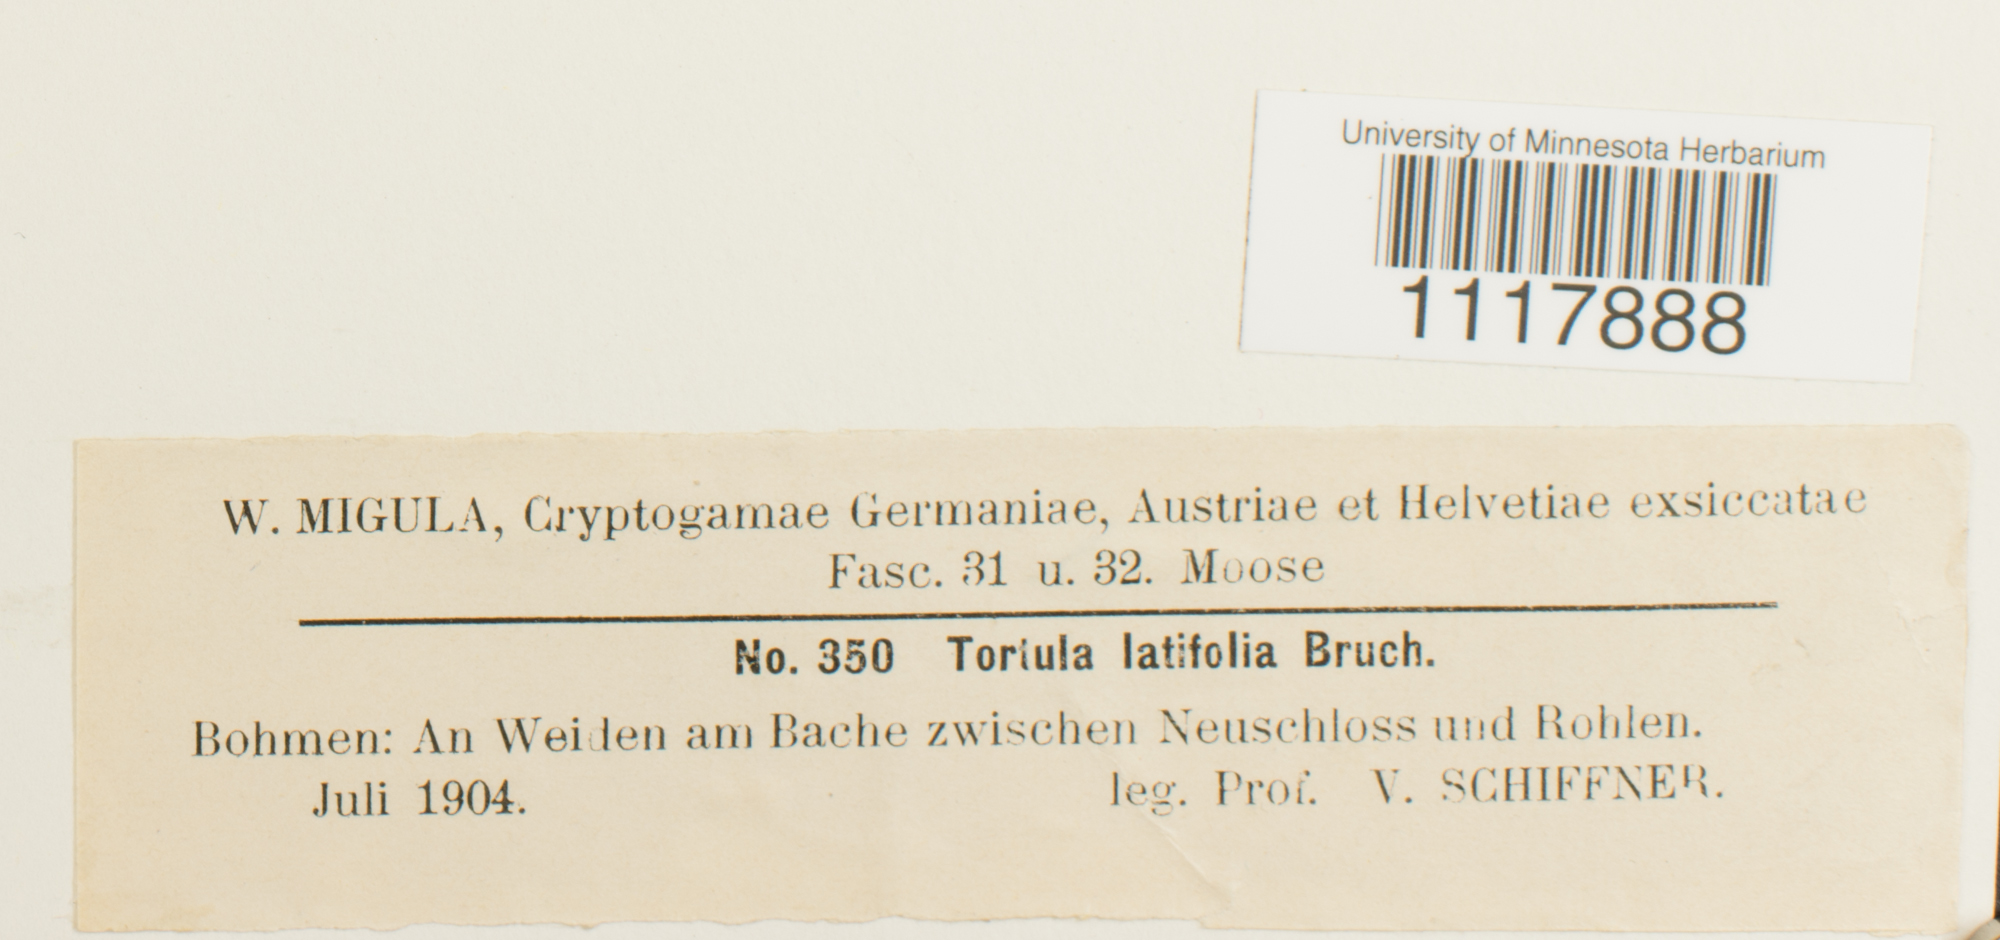 University of Minnesota Herbarium
1117888
W. MIGULA, Cryptogamae Germaniae, Austriae et Helvetiae exsiccatae
Fasc. 31 u. 32. Moose
No. 350 Tortula latifolia Bruch.
Bohmen: An Weiden am Bache zwischen Neuschloss und Rohlen.
Juli 1904. leg. Prof. V. SCHIFFNER.